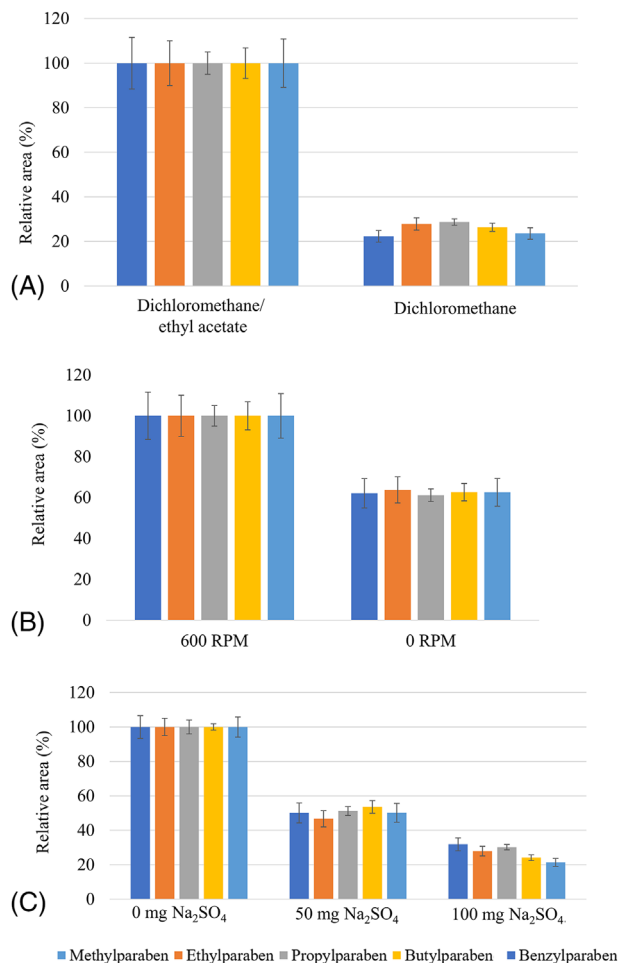 120
100
80
60
40
20
0
Relative area (%)
(A)
Dichloromethane/
ethyl acetate
Dichloromethane
120
100
80
60
40
20
0
Relative area (%)
(B)
600 RPM
0 RPM
120
100
80
60
40
20
0
Relative area (%)
(C)
0 mg Na₂SO₄
50 mg Na₂SO₄
100 mg Na₂SO₄.
Methylparaben Ethylparaben Propylparaben Butylparaben Benzylparaben